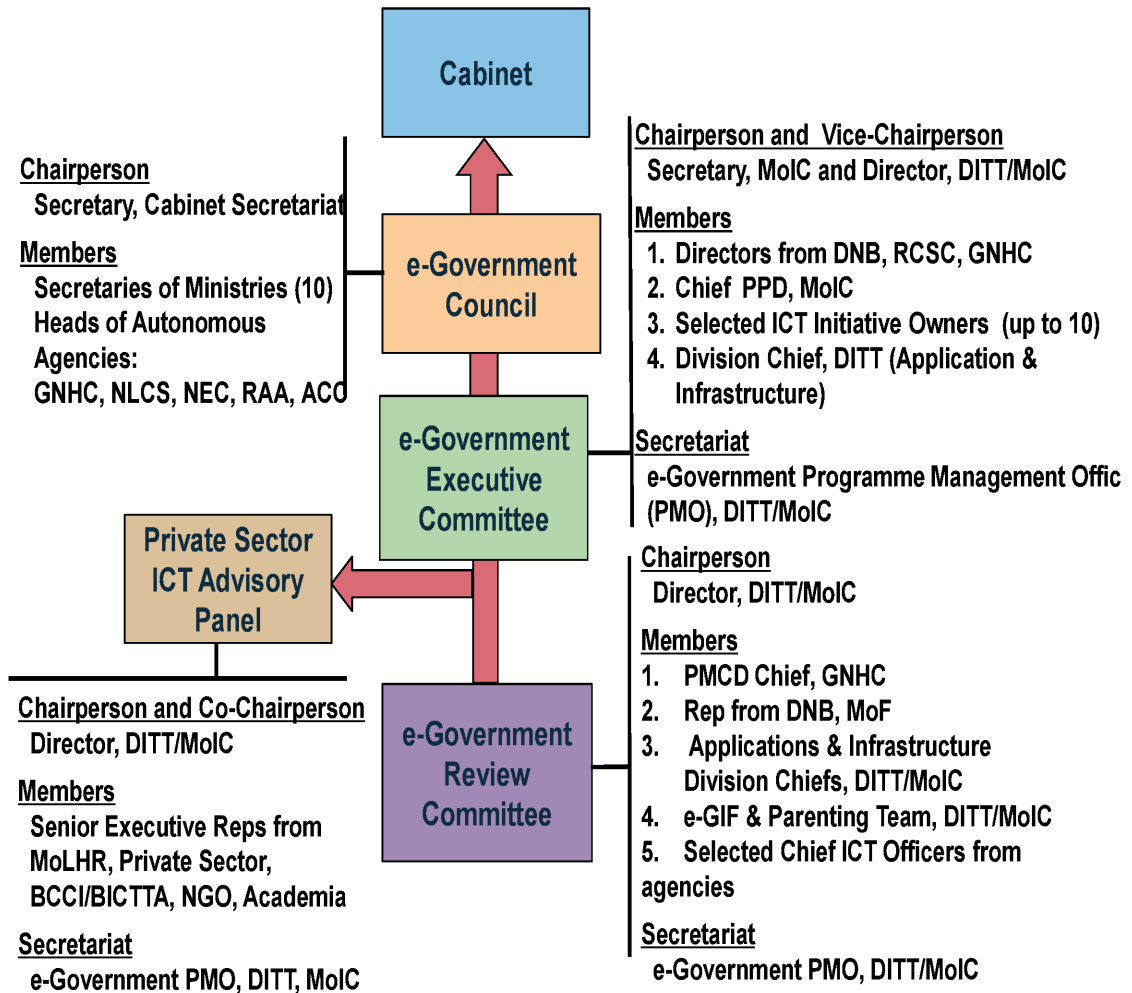 Cabinet
Chairperson
Secretary, Cabinet Secretariat
Members
Secretaries of Ministries (10)
Heads of Autonomous
Agencies:
GNHC, NLCS, NEC, RAA, ACC
e-Government
Council
Chairperson and Vice-Chairperson
Secretary, MoIC and Director, DITT/MoIC
Members
1. Directors from DNB, RCSC, GNHC
2. Chief PPD, MoIC
3. Selected ICT Initiative Owners (up to 10)
4. Division Chief, DITT (Application &
Infrastructure)
Secretariat
e-Government Programme Management Offic
(PMO), DITT/MoIC
e-Government
Executive
Committee
Private Sector
ICT Advisory
Panel
Chairperson and Co-Chairperson
Director, DITT/MoIC
Members
Senior Executive Reps from
MoLHR, Private Sector,
BCCI/BICTTA, NGO, Academia
Secretariat
e-Government PMO, DITT, MoIC
e-Government
Review
Committee
Chairperson
Director, DITT/MoIC
Members
1. PMCD Chief, GNHC
2. Rep from DNB, MoF
3. Applications & Infrastructure
Division Chiefs, DITT/MoIC
4. e-GIF & Parenting Team, DITT/MoIC
5. Selected Chief ICT Officers from
agencies
Secretariat
e-Government PMO, DITT/MoIC